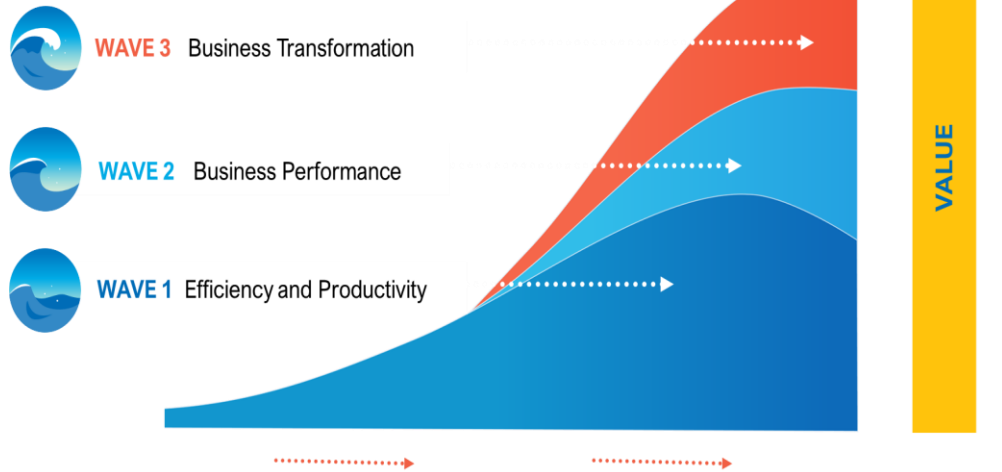 WAVE 3 Business Transformation
WAVE 2 Business Performance
WAVE 1 Efficiency and Productivity
VALUE